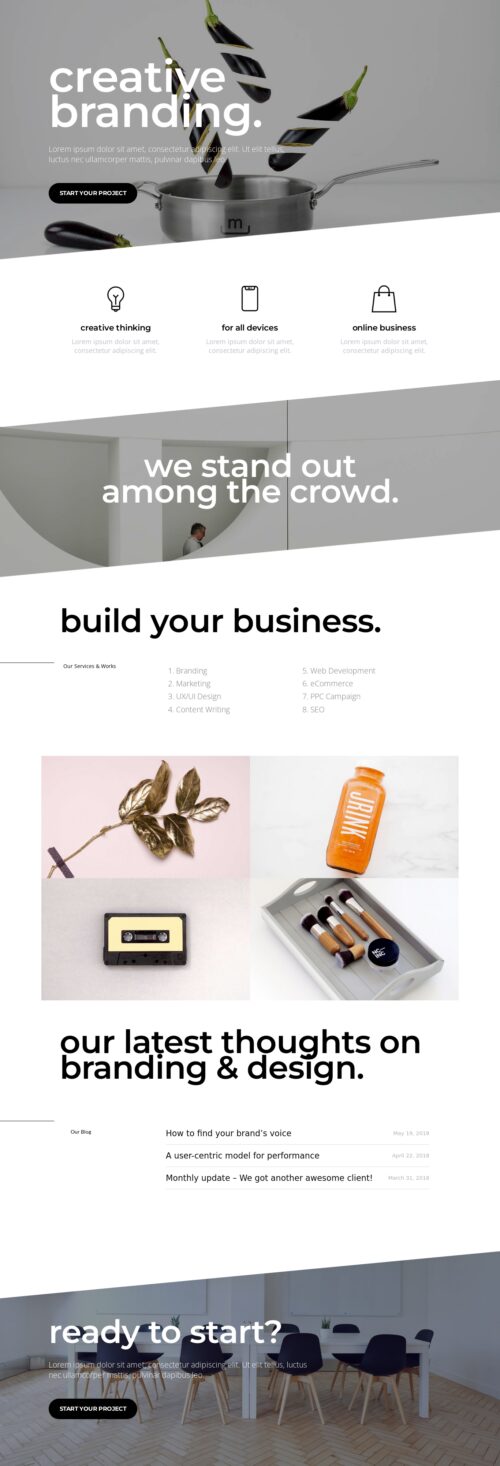 creative
branding.
Lorem ipsum dolor sit amet, consectetur adipiscing elit. Ut elit tellus,
luctus nec ullamcorper mattis, pulvinar dapibus leo.
START YOUR PROJECT
m
creative thinking
for all devices
online business
Lorem ipsum dolor sit amet,
consectetur adipiscing elit.
Lorem ipsum dolor sit amet,
consectetur adipiscing elit.
Lorem ipsum dolor sit amet,
consectetur adipiscing elit.
we stand out
among the crowd.
build your business.
Our Services & Works
1. Branding
2. Marketing
3. UX/UI Design
4. Content Writing
5. Web Development
6. eCommerce
7. PPC Campaign
8. SEO
JRINK
our latest thoughts on
branding & design.
Our Blog
How to find your brand’s voice May 19, 2018
A user-centric model for performance April 22, 2018
Monthly update – We got another awesome client! March 31, 2018
ready to start?
Lorem ipsum dolor sit amet, consectetur adipiscing elit. Ut elit tellus, luctus
nec ullamcorper mattis, pulvinar dapibus leo.
START YOUR PROJECT